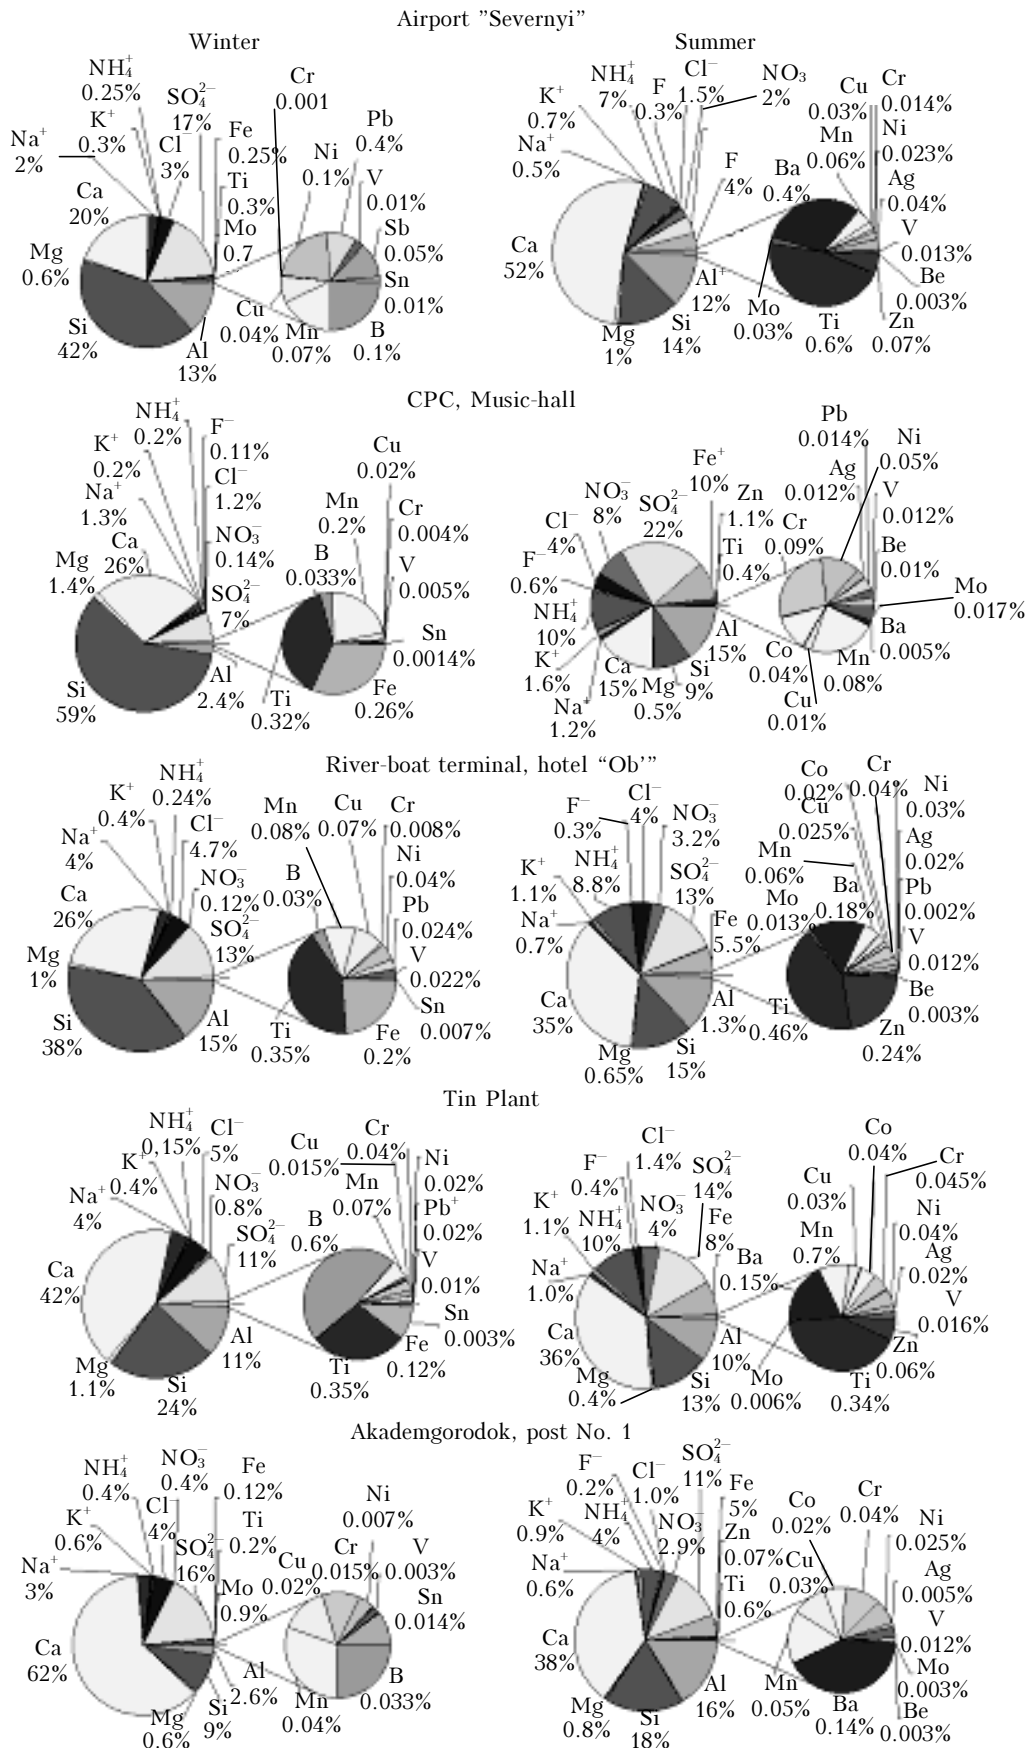 Airport "Severnyi"
Winter
Summer
NH₄⁺
0.25%
SO₄²⁻
17%
Cr
0.001
K⁺
0.3%
Na⁺
2%
Cl⁻
3%
Fe
0.25%
Ni
0.1%
Pb
0.4%
Ti
0.3%
V
0.01%
Ca
20%
Mo
0.7
Sb
0.05%
Mg
0.6%
Sn
0.01%
Si
42%
Al
13%
Cu
0.04%
Mn
0.07%
B
0.1%
NH₄⁺
7%
F
0.3%
Cl⁻
1.5%
NO₃
2%
Cu
0.03%
Cr
0.014%
K⁺
0.7%
Na⁺
0.5%
F
4%
Ba
0.4%
Mn
0.06%
Ni
0.023%
Ag
0.04%
Ca
52%
V
0.013%
Al⁺
12%
Be
0.003%
Mg
1%
Si
14%
Mo
0.03%
Ti
0.6%
Zn
0.07%
CPC, Music-hall
NH₄⁺
0.2%
F⁻
0.11%
K⁺
0.2%
Cl⁻
1.2%
Cu
0.02%
Na⁺
1.3%
NO₃⁻
0.14%
Mn
0.2%
Cr
0.004%
Ca
26%
B
0.033%
V
0.005%
Mg
1.4%
SO₄²⁻
7%
Sn
0.0014%
Si
59%
Al
2.4%
Ti
0.32%
Fe
0.26%
Fe⁺
10%
Pb
0.014%
Ni
0.05%
NO₃⁻
8%
SO₄²⁻
22%
Zn
1.1%
Ag
0.012%
V
0.012%
Cl⁻
4%
Ti
0.4%
Cr
0.09%
Be
0.01%
F⁻
0.6%
Mo
0.017%
NH₄⁺
10%
Al
15%
Ba
0.005%
K⁺
1.6%
Ca
15%
Mg
0.5%
Si
9%
Co
0.04%
Mn
0.08%
Na⁺
1.2%
Cu
0.01%
River-boat terminal, hotel “Ob'”
NH₄⁺
0.24%
K⁺
0.4%
Cl⁻
4.7%
Mn
0.08%
Cu
0.07%
Cr
0.008%
Na⁺
4%
NO₃⁻
0.12%
B
0.03%
Ni
0.04%
Ca
26%
SO₄²⁻
13%
Pb
0.024%
Mg
1%
V
0.022%
Si
38%
Al
15%
Ti
0.35%
Fe
0.2%
Sn
0.007%
F⁻
0.3%
Cl⁻
4%
NO₃⁻
3.2%
Co
0.02%
Cr
0.04%
Ni
0.03%
K⁺
1.1%
NH₄⁺
8.8%
SO₄²⁻
13%
Cu
0.025%
Ag
0.02%
Mn
0.06%
Na⁺
0.7%
Fe
5.5%
Mo
0.013%
Ba
0.18%
Pb
0.002%
V
0.012%
Ca
35%
Al
1.3%
Ti
0.46%
Be
0.003%
Mg
0.65%
Si
15%
Zn
0.24%
Tin Plant
NH₄⁺
0,15%
Cl⁻
5%
Cu
0.015%
Cr
0.04%
K⁺
0.4%
NO₃
0.8%
Mn
0.07%
Ni
0.02%
Na⁺
4%
SO₄²⁻
11%
B
0.6%
Pb⁺
0.02%
Ca
42%
V
0.01%
Mg
1.1%
Si
24%
Al
11%
Ti
0.35%
Fe
0.12%
Sn
0.003%
F⁻
0.4%
Cl⁻
1.4%
SO₄²⁻
14%
Co
0.04%
Cr
0.045%
K⁺
1.1%
NH₄⁺
10%
NO₃⁻
4%
Fe
8%
Cu
0.03%
Ni
0.04%
Na⁺
1.0%
Ba
0.15%
Mn
0.7%
Ag
0.02%
V
0.016%
Ca
36%
Al
10%
Zn
0.06%
Mg
0.4%
Si
13%
Mo
0.006%
Ti
0.34%
Akademgorodok, post No. 1
NH₄⁺
0.4%
NO₃⁻
0.4%
Fe
0.12%
K⁺
0.6%
Cl⁻
4%
Ti
0.2%
Ni
0.007%
Na⁺
3%
SO₄²⁻
16%
Cu
0.02%
Cr
0.015%
V
0.003%
Mo
0.9%
Sn
0.014%
Ca
62%
Al
2.6%
Mg
0.6%
Si
9%
Mn
0.04%
B
0.033%
F⁻
0.2%
Cl⁻
1.0%
SO₄²⁻
11%
Fe
5%
Co
0.02%
Cr
0.04%
K⁺
0.9%
NH₄
4%
NO₃⁻
2.9%
Zn
0.07%
Ni
0.025%
Na⁺
0.6%
Ti
0.6%
Cu
0.03%
Ag
0.005%
V
0.012%
Ca
38%
Mo
0.003%
Mg
0.8%
Si
18%
Al
16%
Mn
0.05%
Ba
0.14%
Be
0.003%